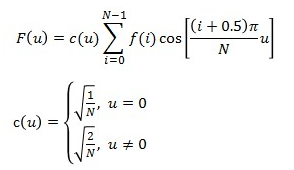 F(u) = c(u) ∑_{i=0}^{N-1} f(i) cos [ (i + 0.5)π / N u ]
c(u) = { √(1/N), u = 0
√(2/N), u ≠ 0